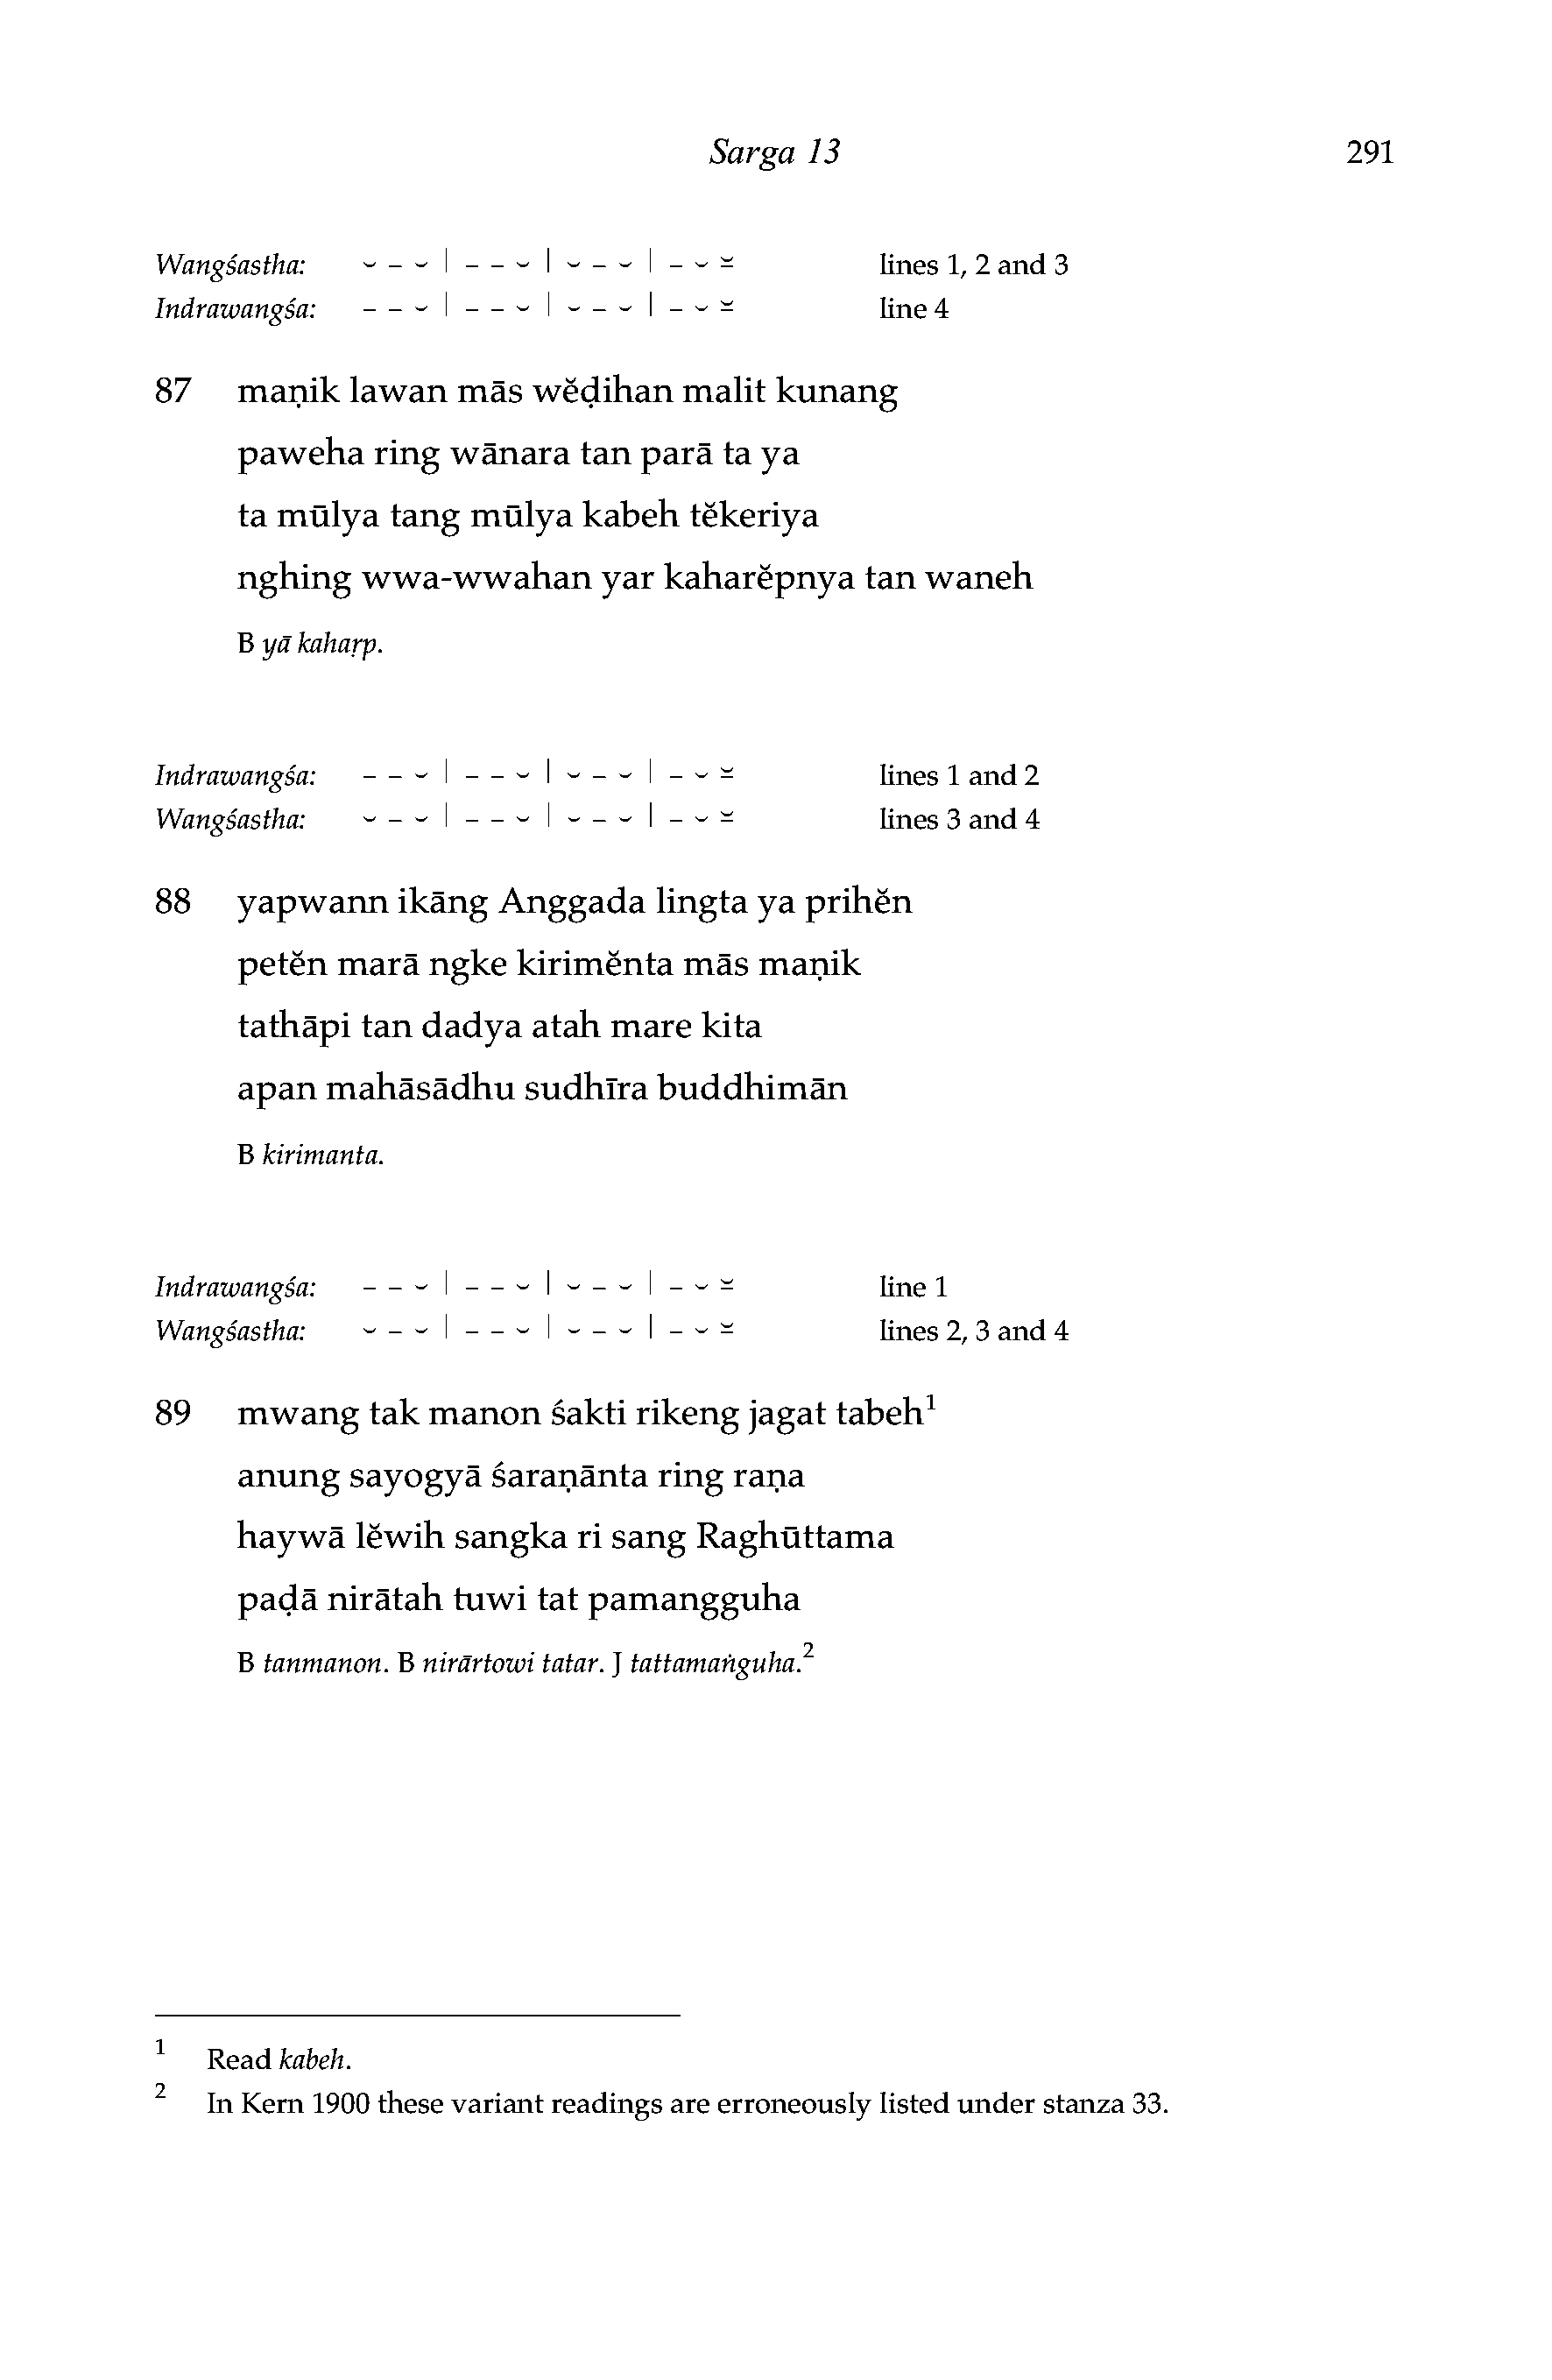 Sarga 13 291
Wangśastha: ⏑ – ⏑ | – – ⏑ | ⏑ – ⏑ | – ⏑ ⏓ lines 1, 2 and 3
Indrawangśa: – – ⏑ | – – ⏑ | ⏑ – ⏑ | – ⏑ ⏓ line 4
87 maṇik lawan mās wĕḍihan malit kunang
paweha ring wānara tan parā ta ya
ta mūlya tang mūlya kabeh tĕkeriya
nghing wwa-wwahan yar kaharĕpnya tan waneh
B yā kahaṛp.
Indrawangśa: – – ⏑ | – – ⏑ | ⏑ – ⏑ | – ⏑ ⏓ lines 1 and 2
Wangśastha: ⏑ – ⏑ | – – ⏑ | ⏑ – ⏑ | – ⏑ ⏓ lines 3 and 4
88 yapwann ikāng Anggada lingta ya prihĕn
petĕn marā ngke kirimĕnta mās maṇik
tathāpi tan dadya atah mare kita
apan mahāsādhu sudhīra buddhimān
B kirimanta.
Indrawangśa: – – ⏑ | – – ⏑ | ⏑ – ⏑ | – ⏑ ⏓ line 1
Wangśastha: ⏑ – ⏑ | – – ⏑ | ⏑ – ⏑ | – ⏑ ⏓ lines 2, 3 and 4
89 mwang tak manon śakti rikeng jagat tabeh¹
anung sayogyā śaraṇānta ring raṇa
haywā lĕwih sangka ri sang Raghūttama
paḍā nirātah tuwi tat pamangguha
B tanmanon. B nirārtowi tatar. J tattamaṅguha.²
¹ Read kabeh.
² In Kern 1900 these variant readings are erroneously listed under stanza 33.